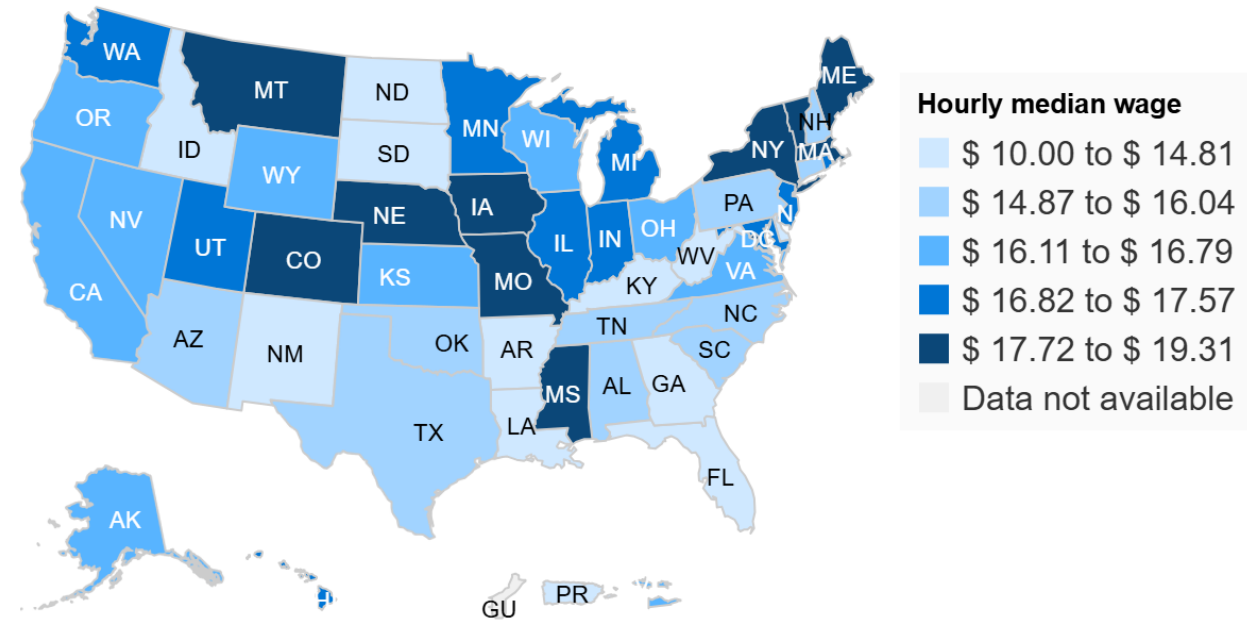 WA
MT
ME
ND
OR
MN
NH
ID
SD
WI
MI
NY
MA
WY
PA
NE
IA
NV
OH
N
UT
CO
IL
IN
DC
WV
VA
KS
MO
KY
CA
NC
TN
AZ
NM
OK
AR
SC
MS
AL
GA
TX
LA
FL
AK
GU
PR
Hourly median wage
$ 10.00 to $ 14.81
$ 14.87 to $ 16.04
$ 16.11 to $ 16.79
$ 16.82 to $ 17.57
$ 17.72 to $ 19.31
Data not available